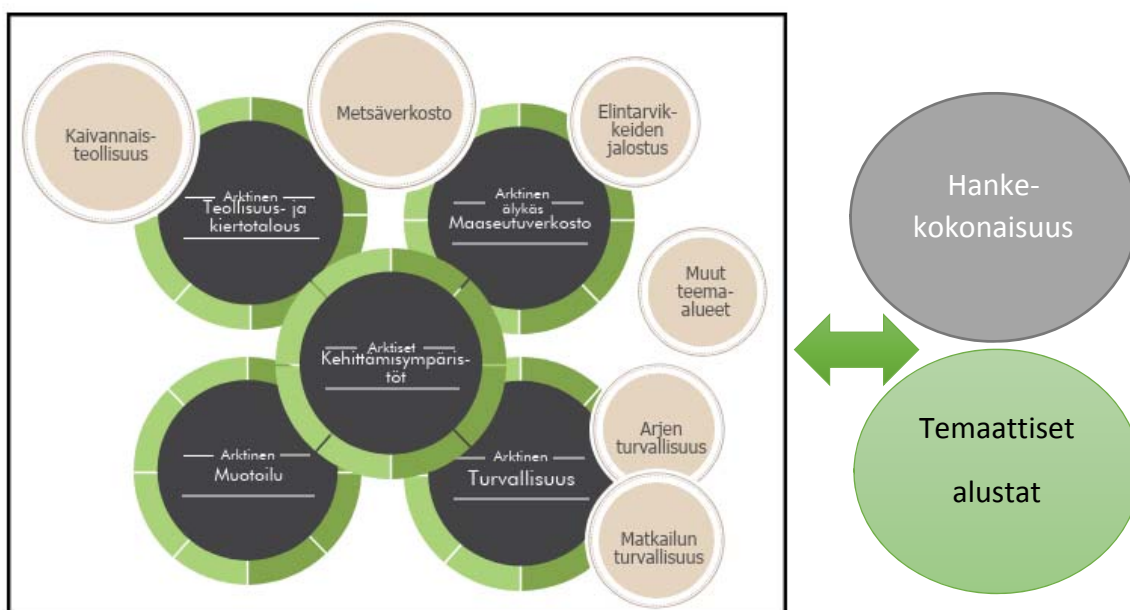 Kaivannais-
teollisuus
Metsäverkosto
Elintarvik-
keiden
jalostus
Arktinen
Teollisuus- ja
kiertotalous
Arktinen
älykäs
Maaseutuverkosto
Muut
teema-
alueet
Arktiset
Kehittämisympäris-
töt
Arktinen
Muotoilu
Arktinen
Turvallisuus
Arjen
turvallisuus
Matkailun
turvallisuus
Hanke-
kokonaisuus
Temaattiset
alustat